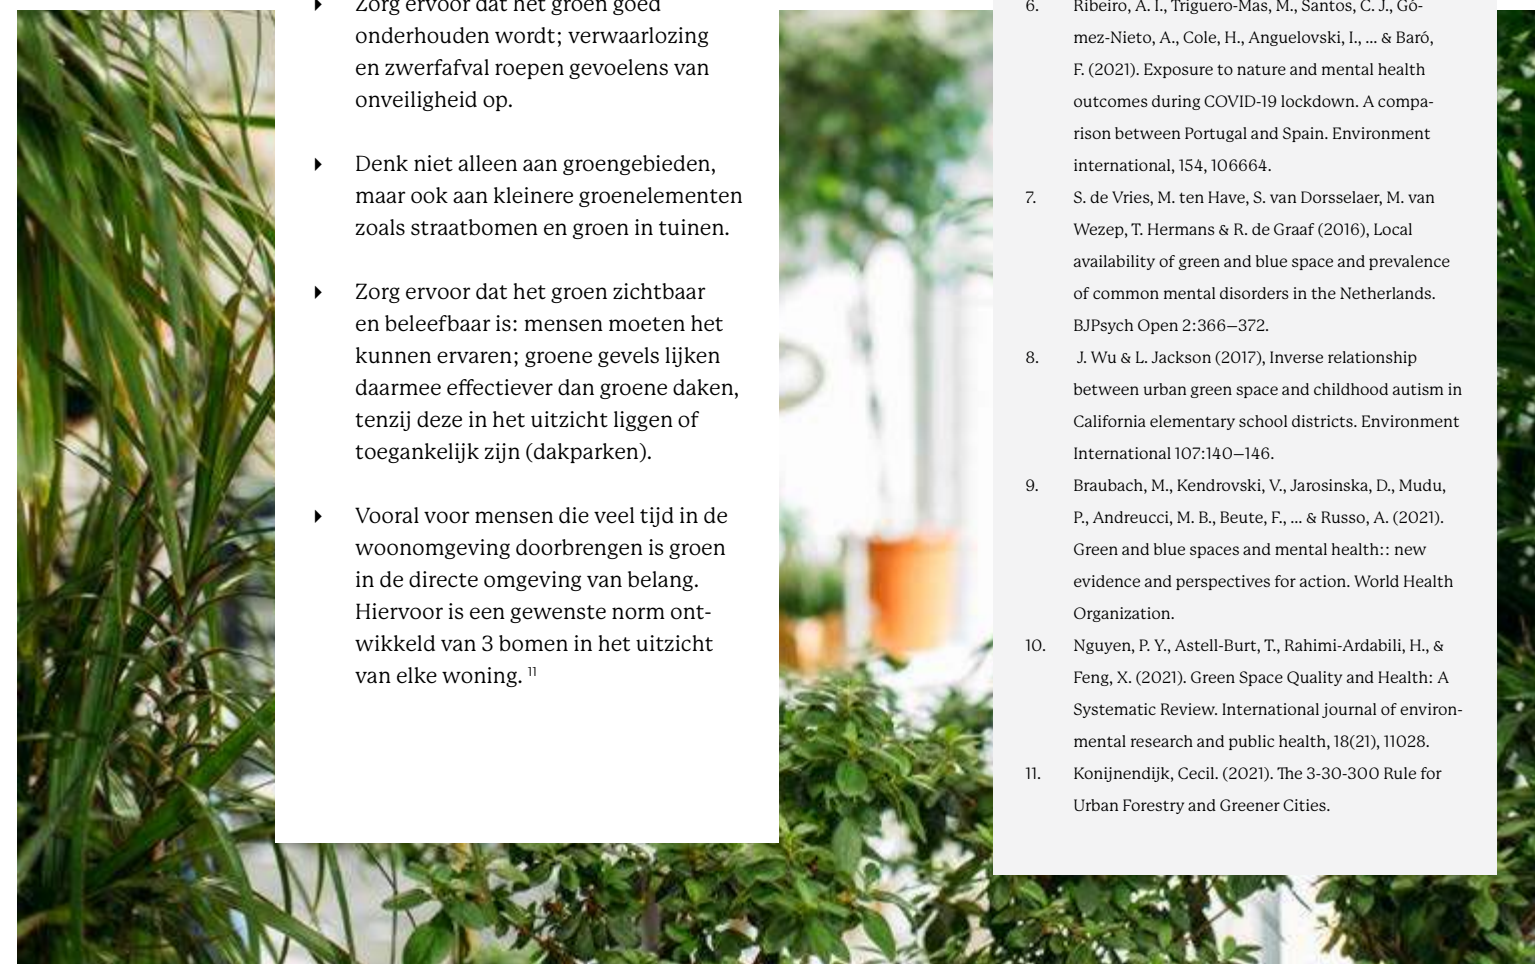 Zorg ervoor dat het groen goed
onderhouden wordt; verwaarlozing
en zwerfafval roepen gevoelens van
onveiligheid op.
Denk niet alleen aan groengebieden,
maar ook aan kleinere groenelementen
zoals straatbomen en groen in tuinen.
Zorg ervoor dat het groen zichtbaar
en beleefbaar is: mensen moeten het
kunnen ervaren; groene gevels lijken
daarmee effectiever dan groene daken,
tenzij deze in het uitzicht liggen of
toegankelijk zijn (dakparken).
Vooral voor mensen die veel tijd in de
woonomgeving doorbrengen is groen
in de directe omgeving van belang.
Hiervoor is een gewenste norm ont-
wikkeld van 3 bomen in het uitzicht
van elke woning. 11
6. Ribeiro, A. I., Triguero-Mas, M., Santos, C. J., Gó-
mez-Nieto, A., Cole, H., Anguelovski, I., ... & Baró,
F. (2021). Exposure to nature and mental health
outcomes during COVID-19 lockdown. A compa-
rison between Portugal and Spain. Environment
international, 154, 106664.
7. S. de Vries, M. ten Have, S. van Dorsselaer, M. van
Wezep, T. Hermans & R. de Graaf (2016), Local
availability of green and blue space and prevalence
of common mental disorders in the Netherlands.
BJPsych Open 2:366–372.
8. J. Wu & L. Jackson (2017), Inverse relationship
between urban green space and childhood autism in
California elementary school districts. Environment
International 107:140–146.
9. Braubach, M., Kendrovski, V., Jarosinska, D., Mudu,
P., Andreucci, M. B., Beute, F., ... & Russo, A. (2021).
Green and blue spaces and mental health:: new
evidence and perspectives for action. World Health
Organization.
10. Nguyen, P. Y., Astell-Burt, T., Rahimi-Ardabili, H., &
Feng, X. (2021). Green Space Quality and Health: A
Systematic Review. International journal of environ-
mental research and public health, 18(21), 11028.
11. Konijnendijk, Cecil. (2021). The 3-30-300 Rule for
Urban Forestry and Greener Cities.